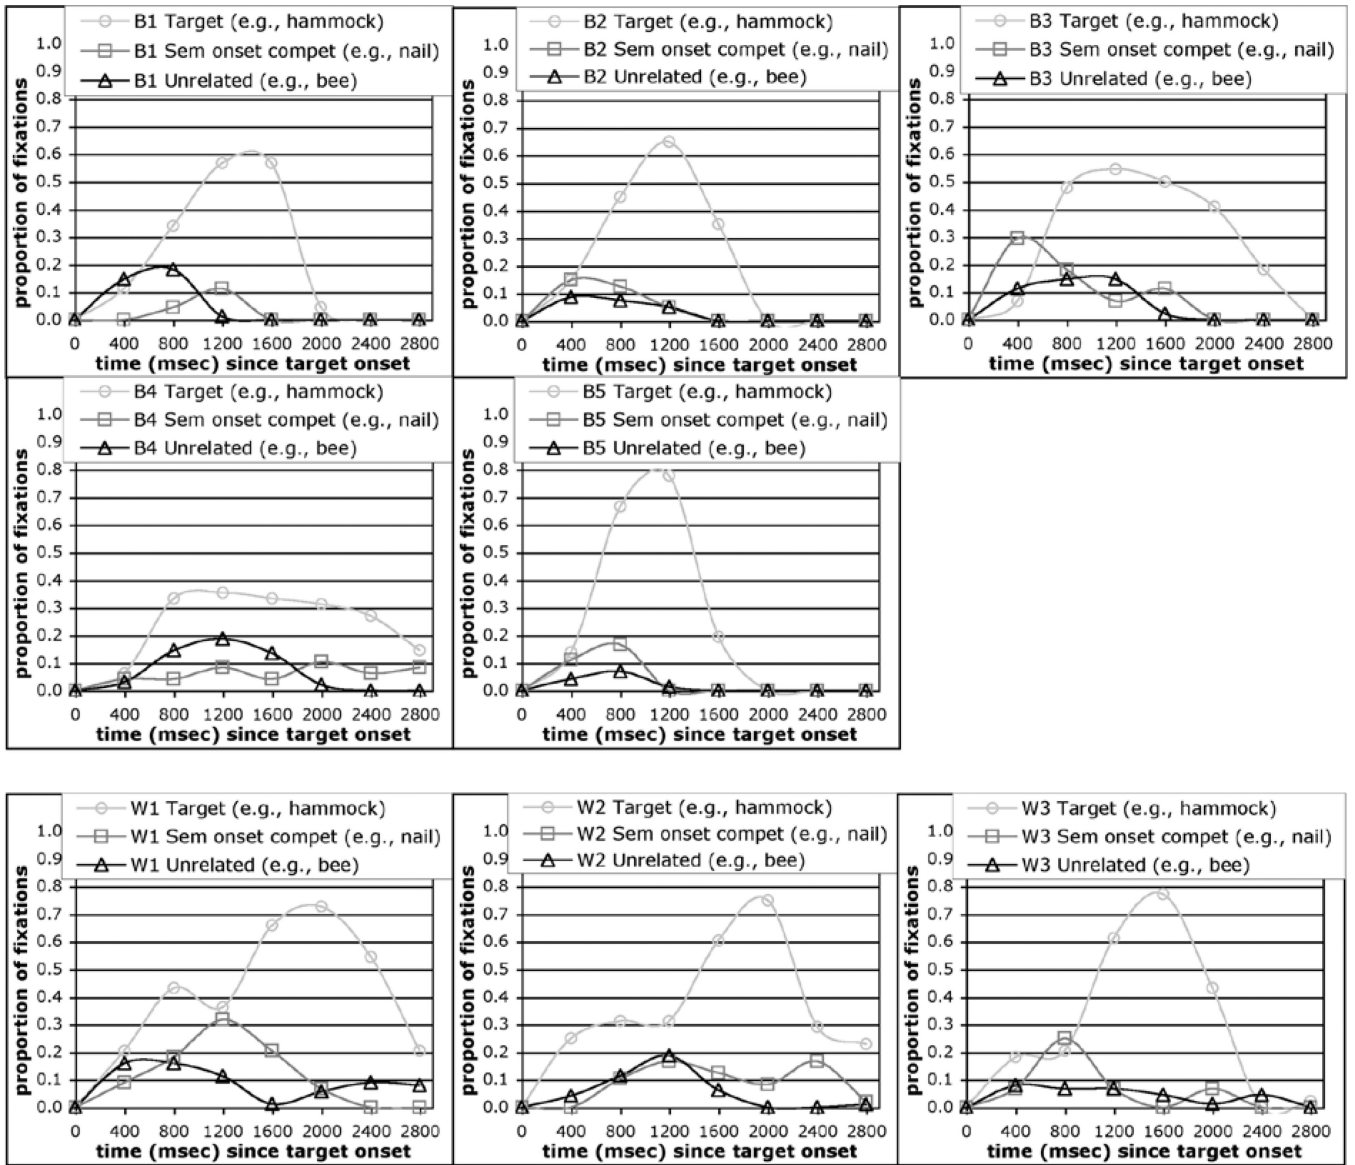 B1 Target (e.g., hammock)
B1 Sem onset compet (e.g., nail)
B1 Unrelated (e.g., bee)
proportion of fixations
1.0
0.9
0.8
0.7
0.6
0.5
0.4
0.3
0.2
0.1
0.0
0 400 800 1200 1600 2000 2400 2800
time (msec) since target onset
B2 Target (e.g., hammock)
B2 Sem onset compet (e.g., nail)
B2 Unrelated (e.g., bee)
proportion of fixations
1.0
0.9
0.8
0.7
0.6
0.5
0.4
0.3
0.2
0.1
0.0
0 400 800 1200 1600 2000 2400 2800
time (msec) since target onset
B3 Target (e.g., hammock)
B3 Sem onset compet (e.g., nail)
B3 Unrelated (e.g., bee)
proportion of fixations
1.0
0.9
0.8
0.7
0.6
0.5
0.4
0.3
0.2
0.1
0.0
0 400 800 1200 1600 2000 2400 2800
time (msec) since target onset
B4 Target (e.g., hammock)
B4 Sem onset compet (e.g., nail)
B4 Unrelated (e.g., bee)
proportion of fixations
1.0
0.9
0.8
0.7
0.6
0.5
0.4
0.3
0.2
0.1
0.0
0 400 800 1200 1600 2000 2400 2800
time (msec) since target onset
B5 Target (e.g., hammock)
B5 Sem onset compet (e.g., nail)
B5 Unrelated (e.g., bee)
proportion of fixations
1.0
0.9
0.8
0.7
0.6
0.5
0.4
0.3
0.2
0.1
0.0
0 400 800 1200 1600 2000 2400 2800
time (msec) since target onset
W1 Target (e.g., hammock)
W1 Sem onset compet (e.g., nail)
W1 Unrelated (e.g., bee)
proportion of fixations
1.0
0.9
0.8
0.7
0.6
0.5
0.4
0.3
0.2
0.1
0.0
0 400 800 1200 1600 2000 2400 2800
time (msec) since target onset
W2 Target (e.g., hammock)
W2 Sem onset compet (e.g., nail)
W2 Unrelated (e.g., bee)
proportion of fixations
1.0
0.9
0.8
0.7
0.6
0.5
0.4
0.3
0.2
0.1
0.0
0 400 800 1200 1600 2000 2400 2800
time (msec) since target onset
W3 Target (e.g., hammock)
W3 Sem onset compet (e.g., nail)
W3 Unrelated (e.g., bee)
proportion of fixations
1.0
0.9
0.8
0.7
0.6
0.5
0.4
0.3
0.2
0.1
0.0
0 400 800 1200 1600 2000 2400 2800
time (msec) since target onset